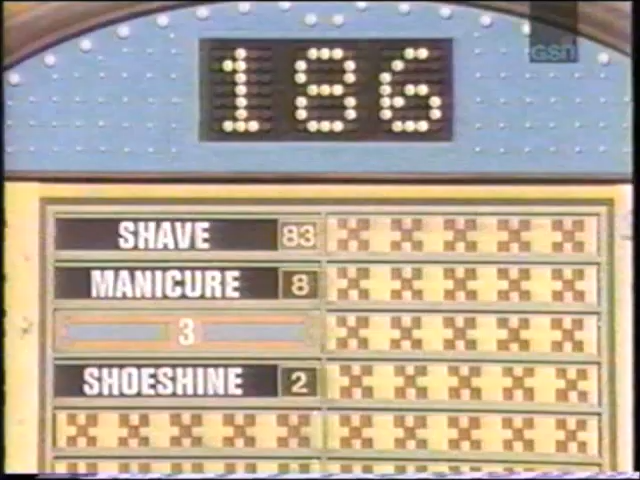 GSN
186
SHAVE 83
MANICURE 8
3
SHOESHINE 2